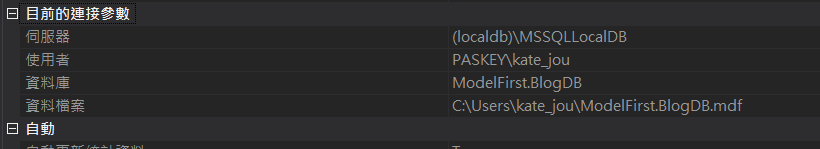 目前的連接參數
伺服器 (localdb)\MSSQLLocalDB
使用者 PASKEY\kate_jou
資料庫 ModelFirst.BlogDB
資料檔案 C:\Users\kate_jou\ModelFirst.BlogDB.mdf
自動